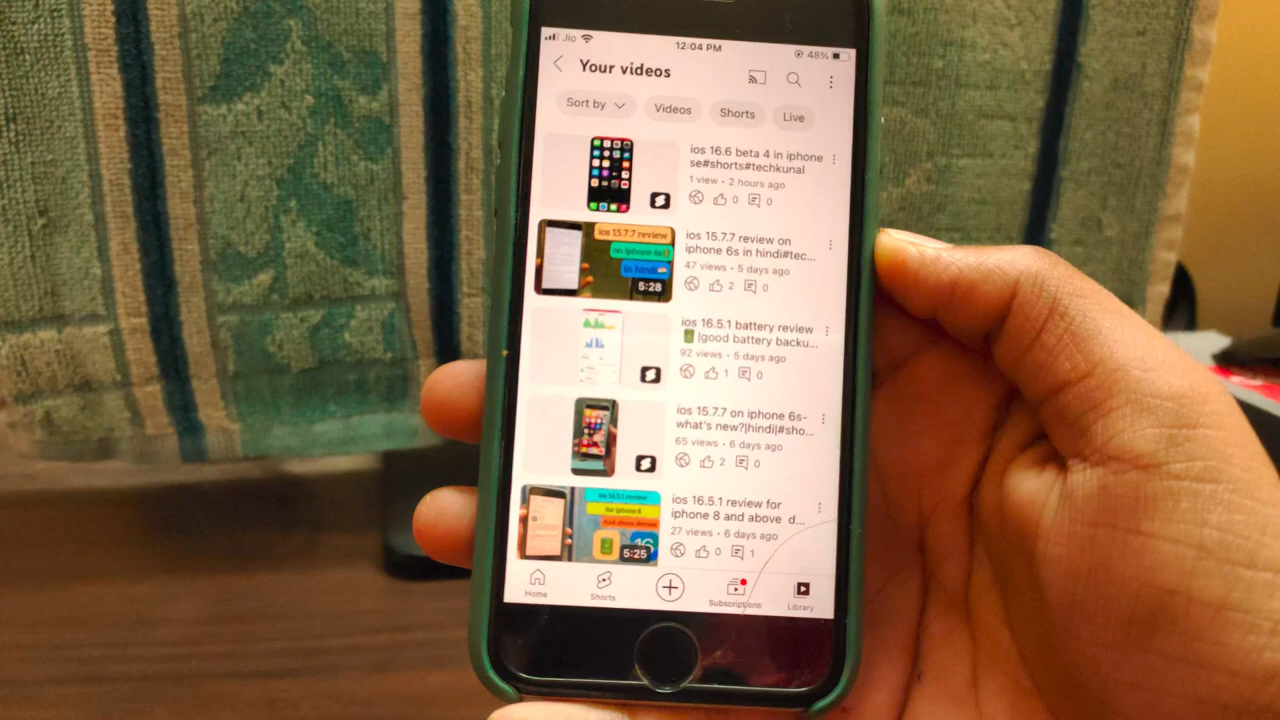 Jio
12:04 PM
48%
Your videos
Sort by
Videos
Shorts
Live
ios 16.6 beta 4 in iphone
se#shorts#techkunal
1 view • 2 hours ago
0 0
ios 15.7.7 review
on iphone 6s
in hindi
5:28
ios 15.7.7 review on
iphone 6s in hindi#tec...
47 views • 5 days ago
2 0
ios 16.5.1 battery review
|good battery backu...
92 views • 5 days ago
1 0
ios 15.7.7 on iphone 6s-
what's new?|hindi|#sho...
65 views • 6 days ago
2 0
ios 16.5.1 review
for iphone 8
And above devices
16
5:25
ios 16.5.1 review for
iphone 8 and above d...
27 views • 6 days ago
0 1
Home
Shorts
Subscriptions
Library